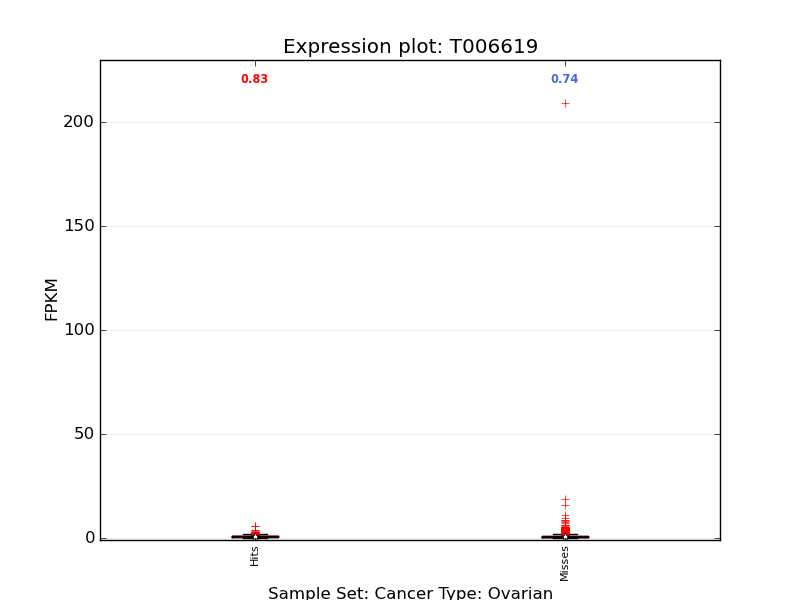 Expression plot: T006619
0.83
0.74
200
150
100
50
0
FPKM
Hits
Misses
Sample Set: Cancer Type: Ovarian